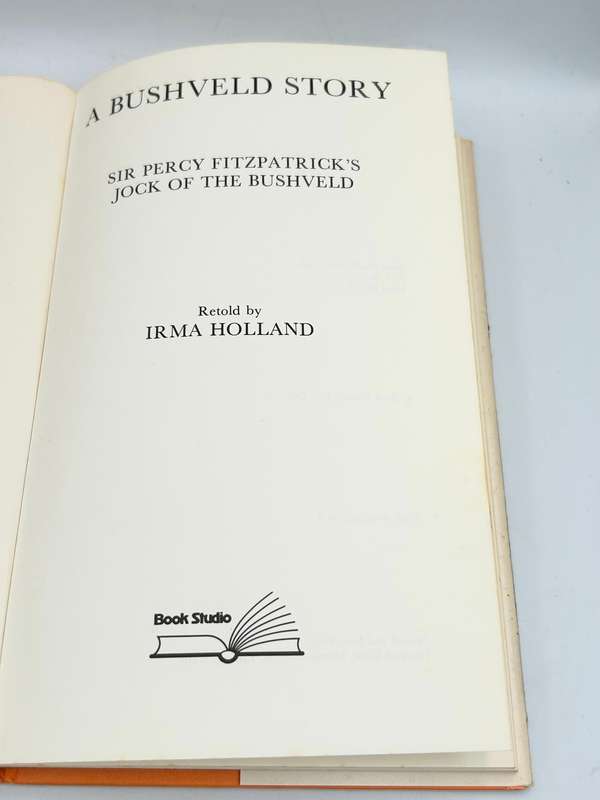 A BUSHVELD STORY
SIR PERCY FITZPATRICK'S
JOCK OF THE BUSHVELD
Retold by
IRMA HOLLAND
Book Studio